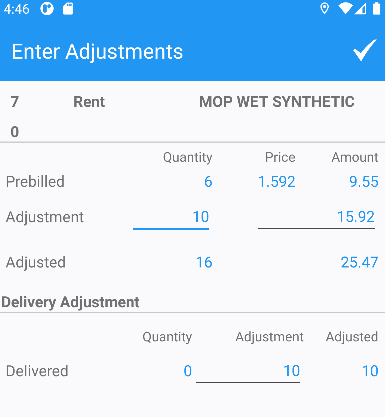 4:46
Enter Adjustments
7 Rent MOP WET SYNTHETIC
0
Quantity Price Amount
Prebilled 6 1.592 9.55
Adjustment 10 15.92
Adjusted 16 25.47
Delivery Adjustment
Quantity Adjustment Adjusted
Delivered 0 10 10